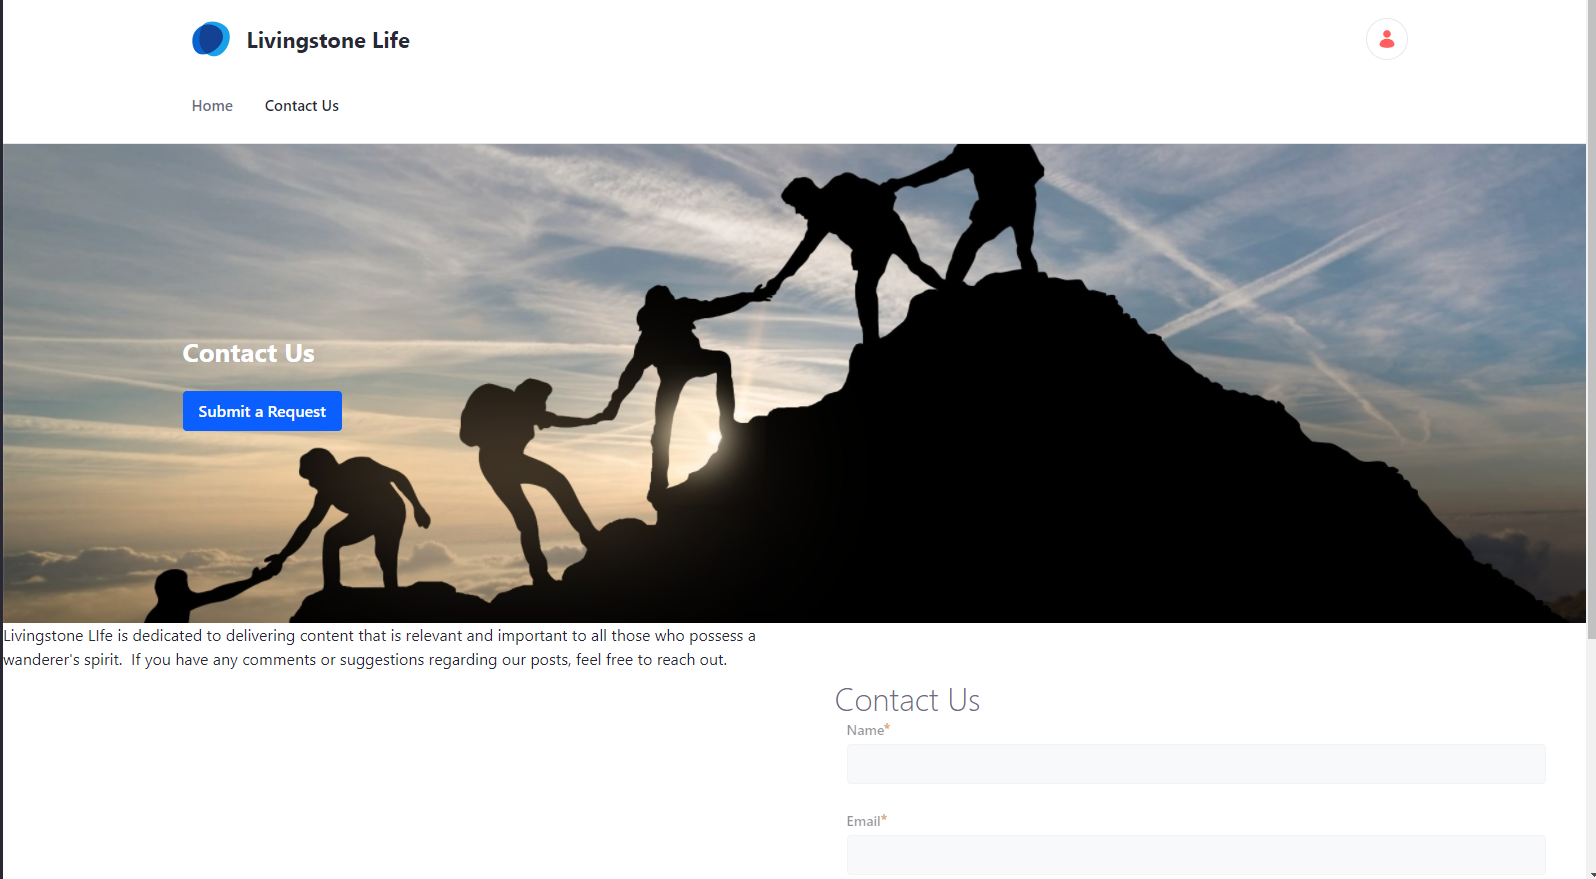 Livingstone Life
Home
Contact Us
Contact Us
Submit a Request
Livingstone LIfe is dedicated to delivering content that is relevant and important to all those who possess a
wanderer's spirit.  If you have any comments or suggestions regarding our posts, feel free to reach out.
Contact Us
Name*
Email*